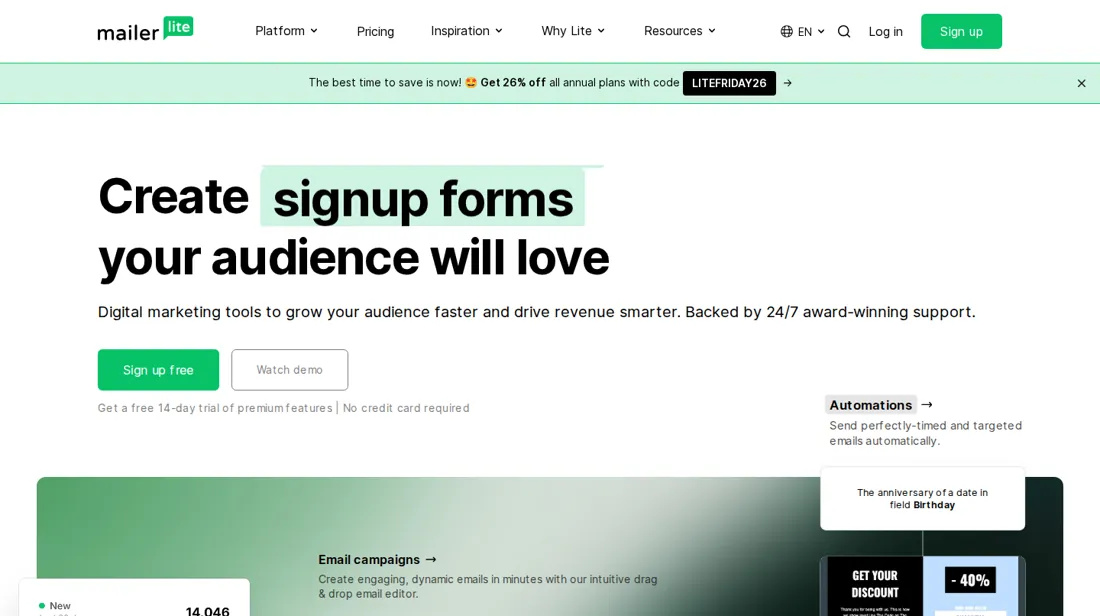 mailer lite
Platform
Pricing
Inspiration
Why Lite
Resources
EN
Log in
Sign up
The best time to save is now! 🤩 Get 26% off all annual plans with code LITEFRIDAY26 →
Create signup forms
your audience will love
Digital marketing tools to grow your audience faster and drive revenue smarter. Backed by 24/7 award-winning support.
Sign up free
Watch demo
Get a free 14-day trial of premium features | No credit card required
Automations →
Send perfectly-timed and targeted
emails automatically.
The anniversary of a date in
field Birthday
Email campaigns →
Create engaging, dynamic emails in minutes with our intuitive drag
& drop email editor.
New
14,046
GET YOUR
DISCOUNT
- 40%